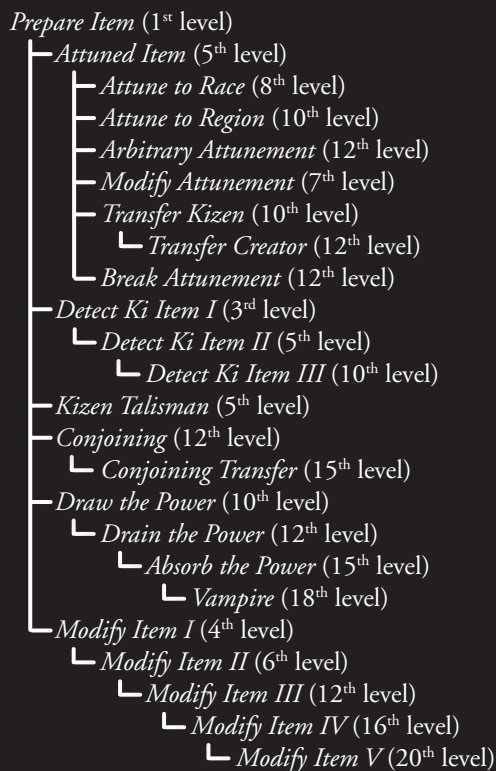 Prepare Item (1st level)
Attuned Item (5th level)
Attune to Race (8th level)
Attune to Region (10th level)
Arbitrary Attunement (12th level)
Modify Attunement (7th level)
Transfer Kizen (10th level)
Transfer Creator (12th level)
Break Attunement (12th level)
Detect Ki Item I (3rd level)
Detect Ki Item II (5th level)
Detect Ki Item III (10th level)
Kizen Talisman (5th level)
Conjoining (12th level)
Conjoining Transfer (15th level)
Draw the Power (10th level)
Drain the Power (12th level)
Absorb the Power (15th level)
Vampire (18th level)
Modify Item I (4th level)
Modify Item II (6th level)
Modify Item III (12th level)
Modify Item IV (16th level)
Modify Item V (20th level)